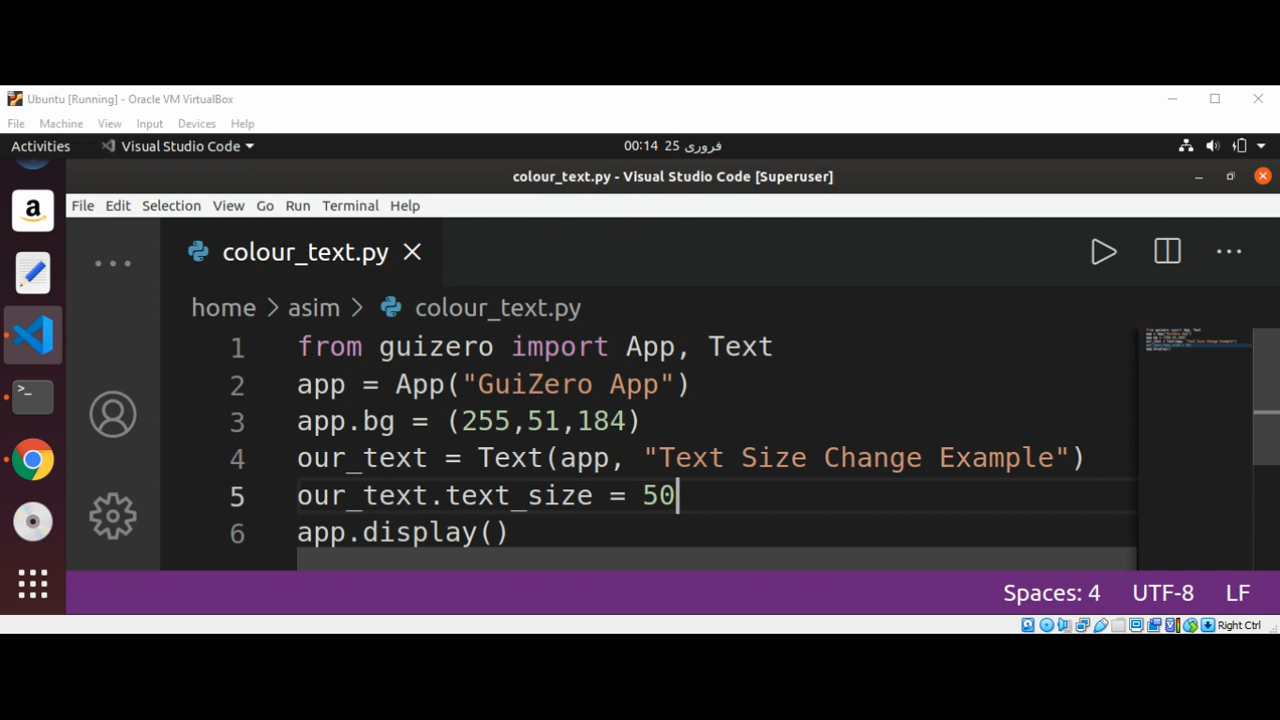 Ubuntu [Running] - Oracle VM VirtualBox
File Machine View Input Devices Help
Activities Visual Studio Code 00:14 25 فروری
colour_text.py - Visual Studio Code [Superuser]
File Edit Selection View Go Run Terminal Help
colour_text.py
home > asim > colour_text.py
1 from guizero import App, Text
2 app = App("GuiZero App")
3 app.bg = (255,51,184)
4 our_text = Text(app, "Text Size Change Example")
5 our_text.text_size = 50
6 app.display()
Spaces: 4 UTF-8 LF
Right Ctrl